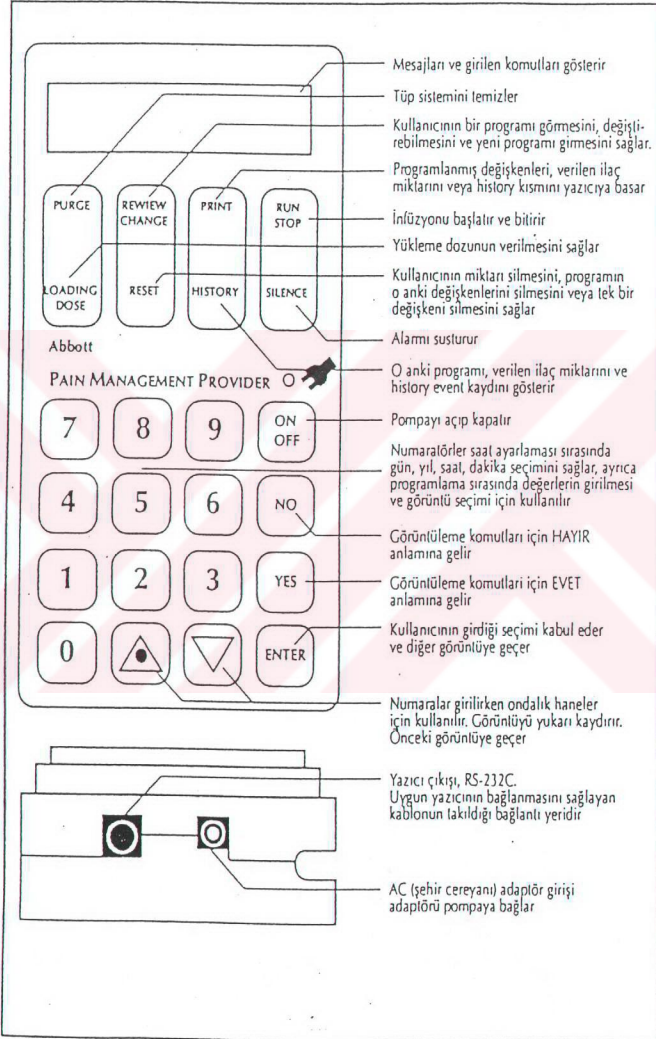 Mesajları ve girilen komutları gösterir
Tüp sistemini temizler
Kullanıcının bir programı görmesini, değişti-
rebilmesini ve yeni programı girmesini sağlar.
Programlanmış değişkenleri, verilen ilaç
miktarını veya history kısmını yazıcıya basar
İnfüzyonu başlatır ve bitirir
Yükleme dozunun verilmesini sağlar
Kullanıcının miktarı silmesini, programın
o anki değişkenlerini silmesini veya tek bir
değişkeni silmesini sağlar
Alarmı susturur
O anki programı, verilen ilaç miktarını ve
history event kaydını gösterir
Pompayı açıp kapatır
Numaratörler saat ayarlaması sırasında
gün, yıl, saat, dakika seçimini sağlar, ayrıca
programlama sırasında değerlerin girilmesi
ve görüntü seçimi için kullanılır
Görüntüleme komutları için HAYIR
anlamına gelir
Görüntüleme komutlari için EVET
anlamına gelir
Kullanıcının girdiği seçimi kabul eder
ve diğer görüntüye geçer
Numaralar girilirken ondalık haneler
için kullanılır. Görüntüyü yukarı kaydırır.
Önceki görüntüye geçer
Yazıcı çıkışı, RS-232C.
Uygun yazıcının bağlanmasını sağlayan
kablonun takıldığı bağlantı yeridir
AC (şehir cereyanı) adaptör girişi
adaptörü pompaya bağlar
PURGE
REWIEW
CHANGE
PRINT
RUN
STOP
LOADING
DOSE
RESET
HISTORY
SILENCE
Abbott
PAIN MANAGEMENT PROVIDER
7
8
9
ON
OFF
4
5
6
NO
1
2
3
YES
0
ENTER